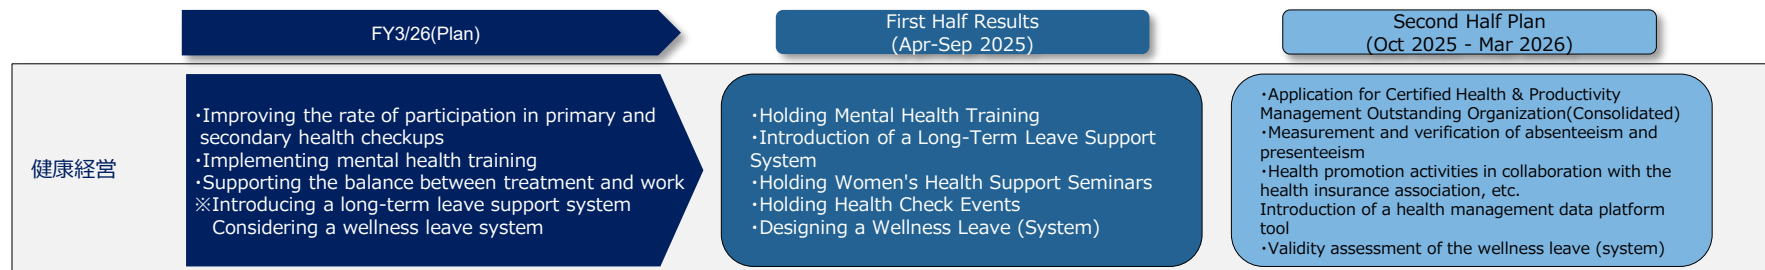 FY3/26(Plan)
First Half Results
(Apr-Sep 2025)
Second Half Plan
(Oct 2025 - Mar 2026)
健康経営
・Improving the rate of participation in primary and
secondary health checkups
・Implementing mental health training
・Supporting the balance between treatment and work
※Introducing a long-term leave support system
Considering a wellness leave system
・Holding Mental Health Training
・Introduction of a Long-Term Leave Support
System
・Holding Women's Health Support Seminars
・Holding Health Check Events
・Designing a Wellness Leave (System)
・Application for Certified Health & Productivity
Management Outstanding Organization(Consolidated)
・Measurement and verification of absenteeism and
presenteeism
・Health promotion activities in collaboration with the
health insurance association, etc.
Introduction of a health management data platform
tool
・Validity assessment of the wellness leave (system)